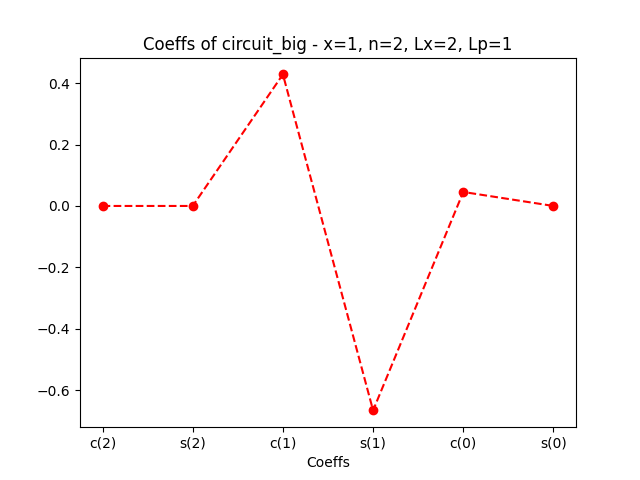 Coeffs of circuit_big - x=1, n=2, Lx=2, Lp=1
0.4
0.2
0.0
−0.2
−0.4
−0.6
c(2) s(2) c(1) s(1) c(0) s(0)
Coeffs